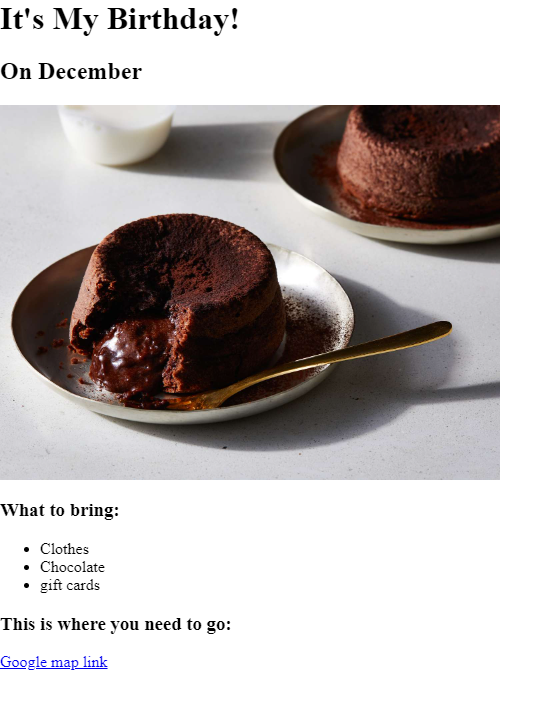 It's My Birthday!
On December
What to bring:
Clothes
Chocolate
gift cards
This is where you need to go:
Google map link